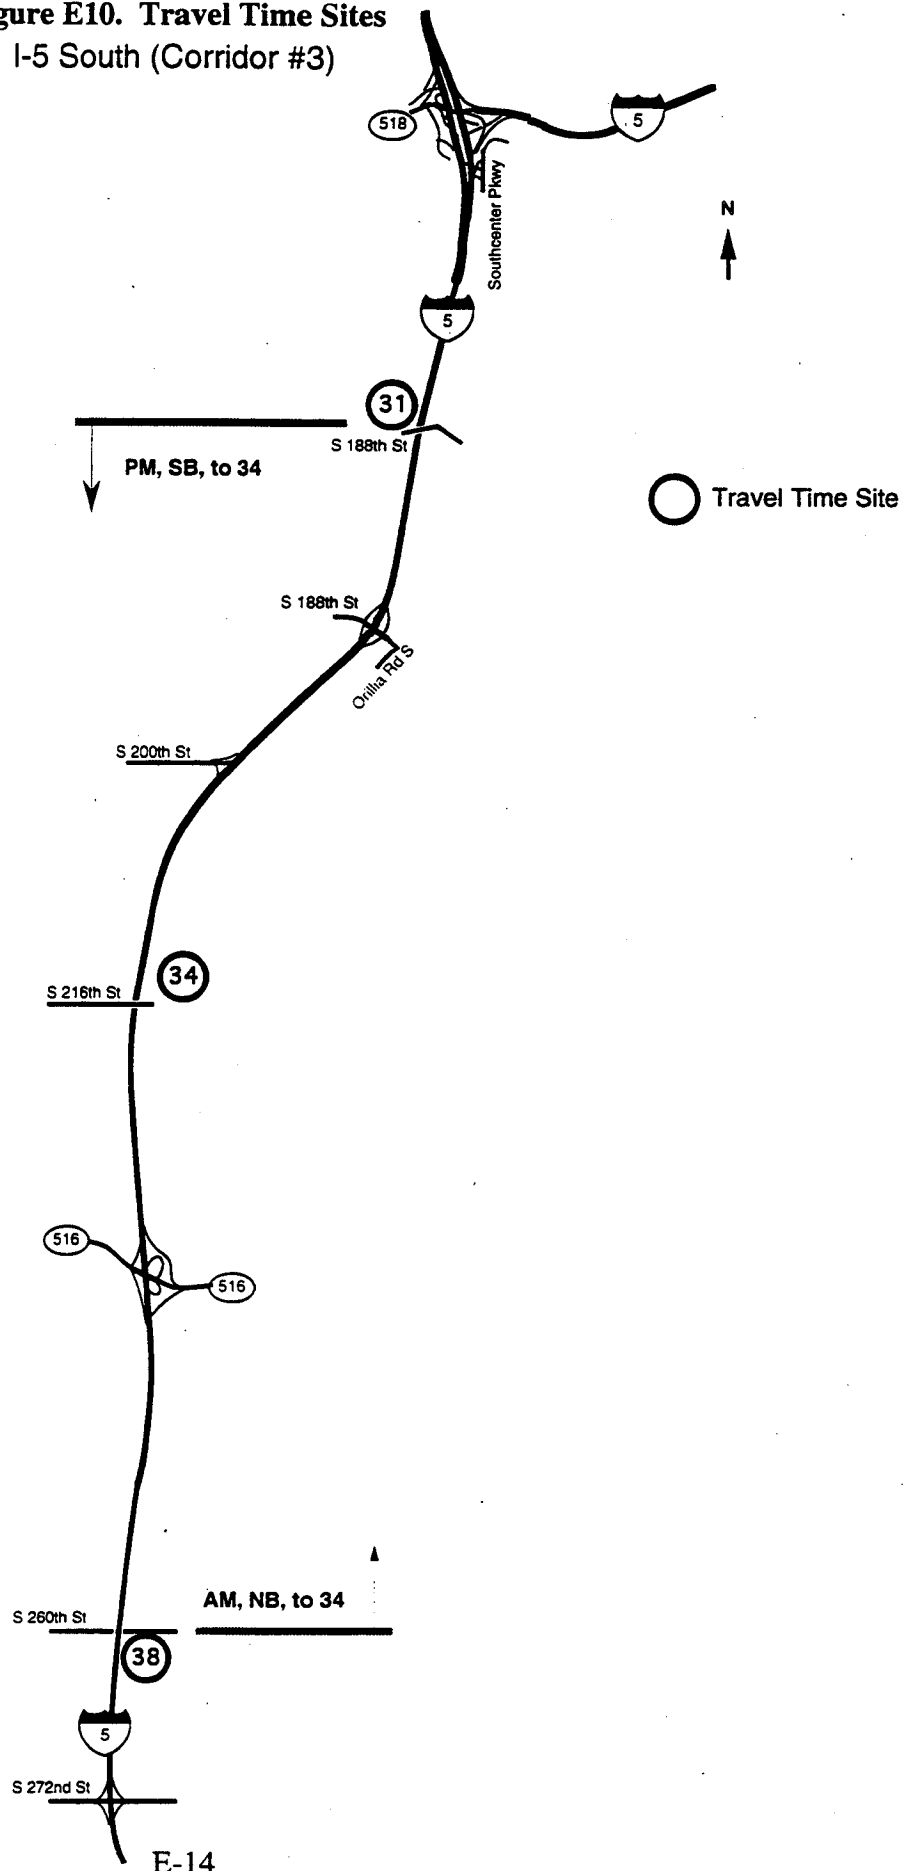 gure E10. Travel Time Sites
I-5 South (Corridor #3)
518
5
Southcenter Pkwy
N
5
31
S 188th St
PM, SB, to 34
Travel Time Site
S 188th St
Orillia Rd S
S 200th St
34
S 216th St
516
516
AM, NB, to 34
S 260th St
38
5
S 272nd St
E-14